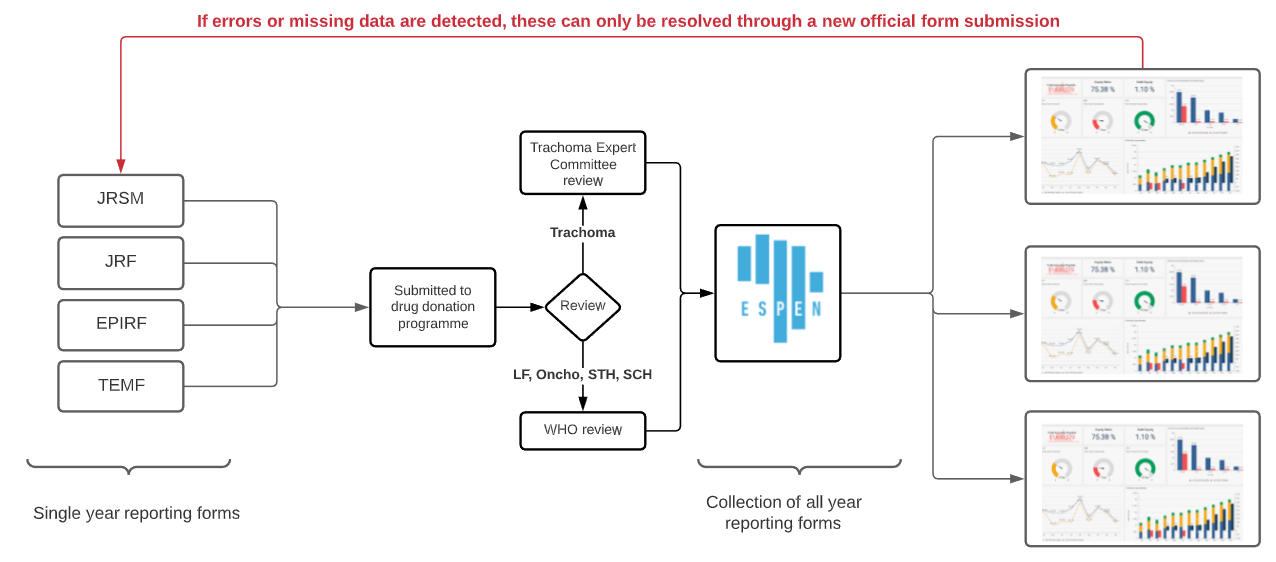 If errors or missing data are detected, these can only be resolved through a new official form submission
JRSM
JRF
EPIRF
TEMF
Single year reporting forms
Submitted to
drug donation
programme
Review
Trachoma
Trachoma Expert
Committee
review
LF, Oncho, STH, SCH
WHO review
ESPEN
Collection of all year
reporting forms
75.38 %
1.10 %
75.38 %
1.10 %
75.38 %
1.10 %